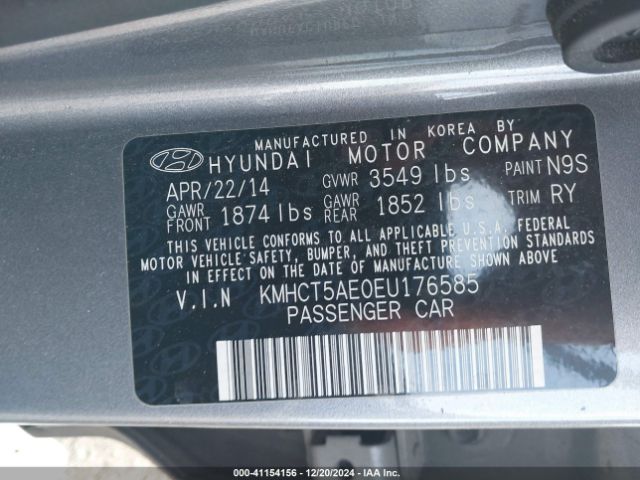 MANUFACTURED IN KOREA BY
HYUNDAI MOTOR COMPANY
APR/22/14 GVWR 3549 lbs PAINT N9S
GAWR FRONT 1874 lbs GAWR REAR 1852 lbs TRIM RY
THIS VEHICLE CONFORMS TO ALL APPLICABLE U.S.A. FEDERAL
MOTOR VEHICLE SAFETY, BUMPER, AND THEFT PREVENTION STANDARDS
IN EFFECT ON THE DATE OF MANUFACTURE SHOWN ABOVE.
V.I.N KMHCT5AE0EU176585
PASSENGER CAR
000-41154156 - 12/20/2024 - IAA Inc.